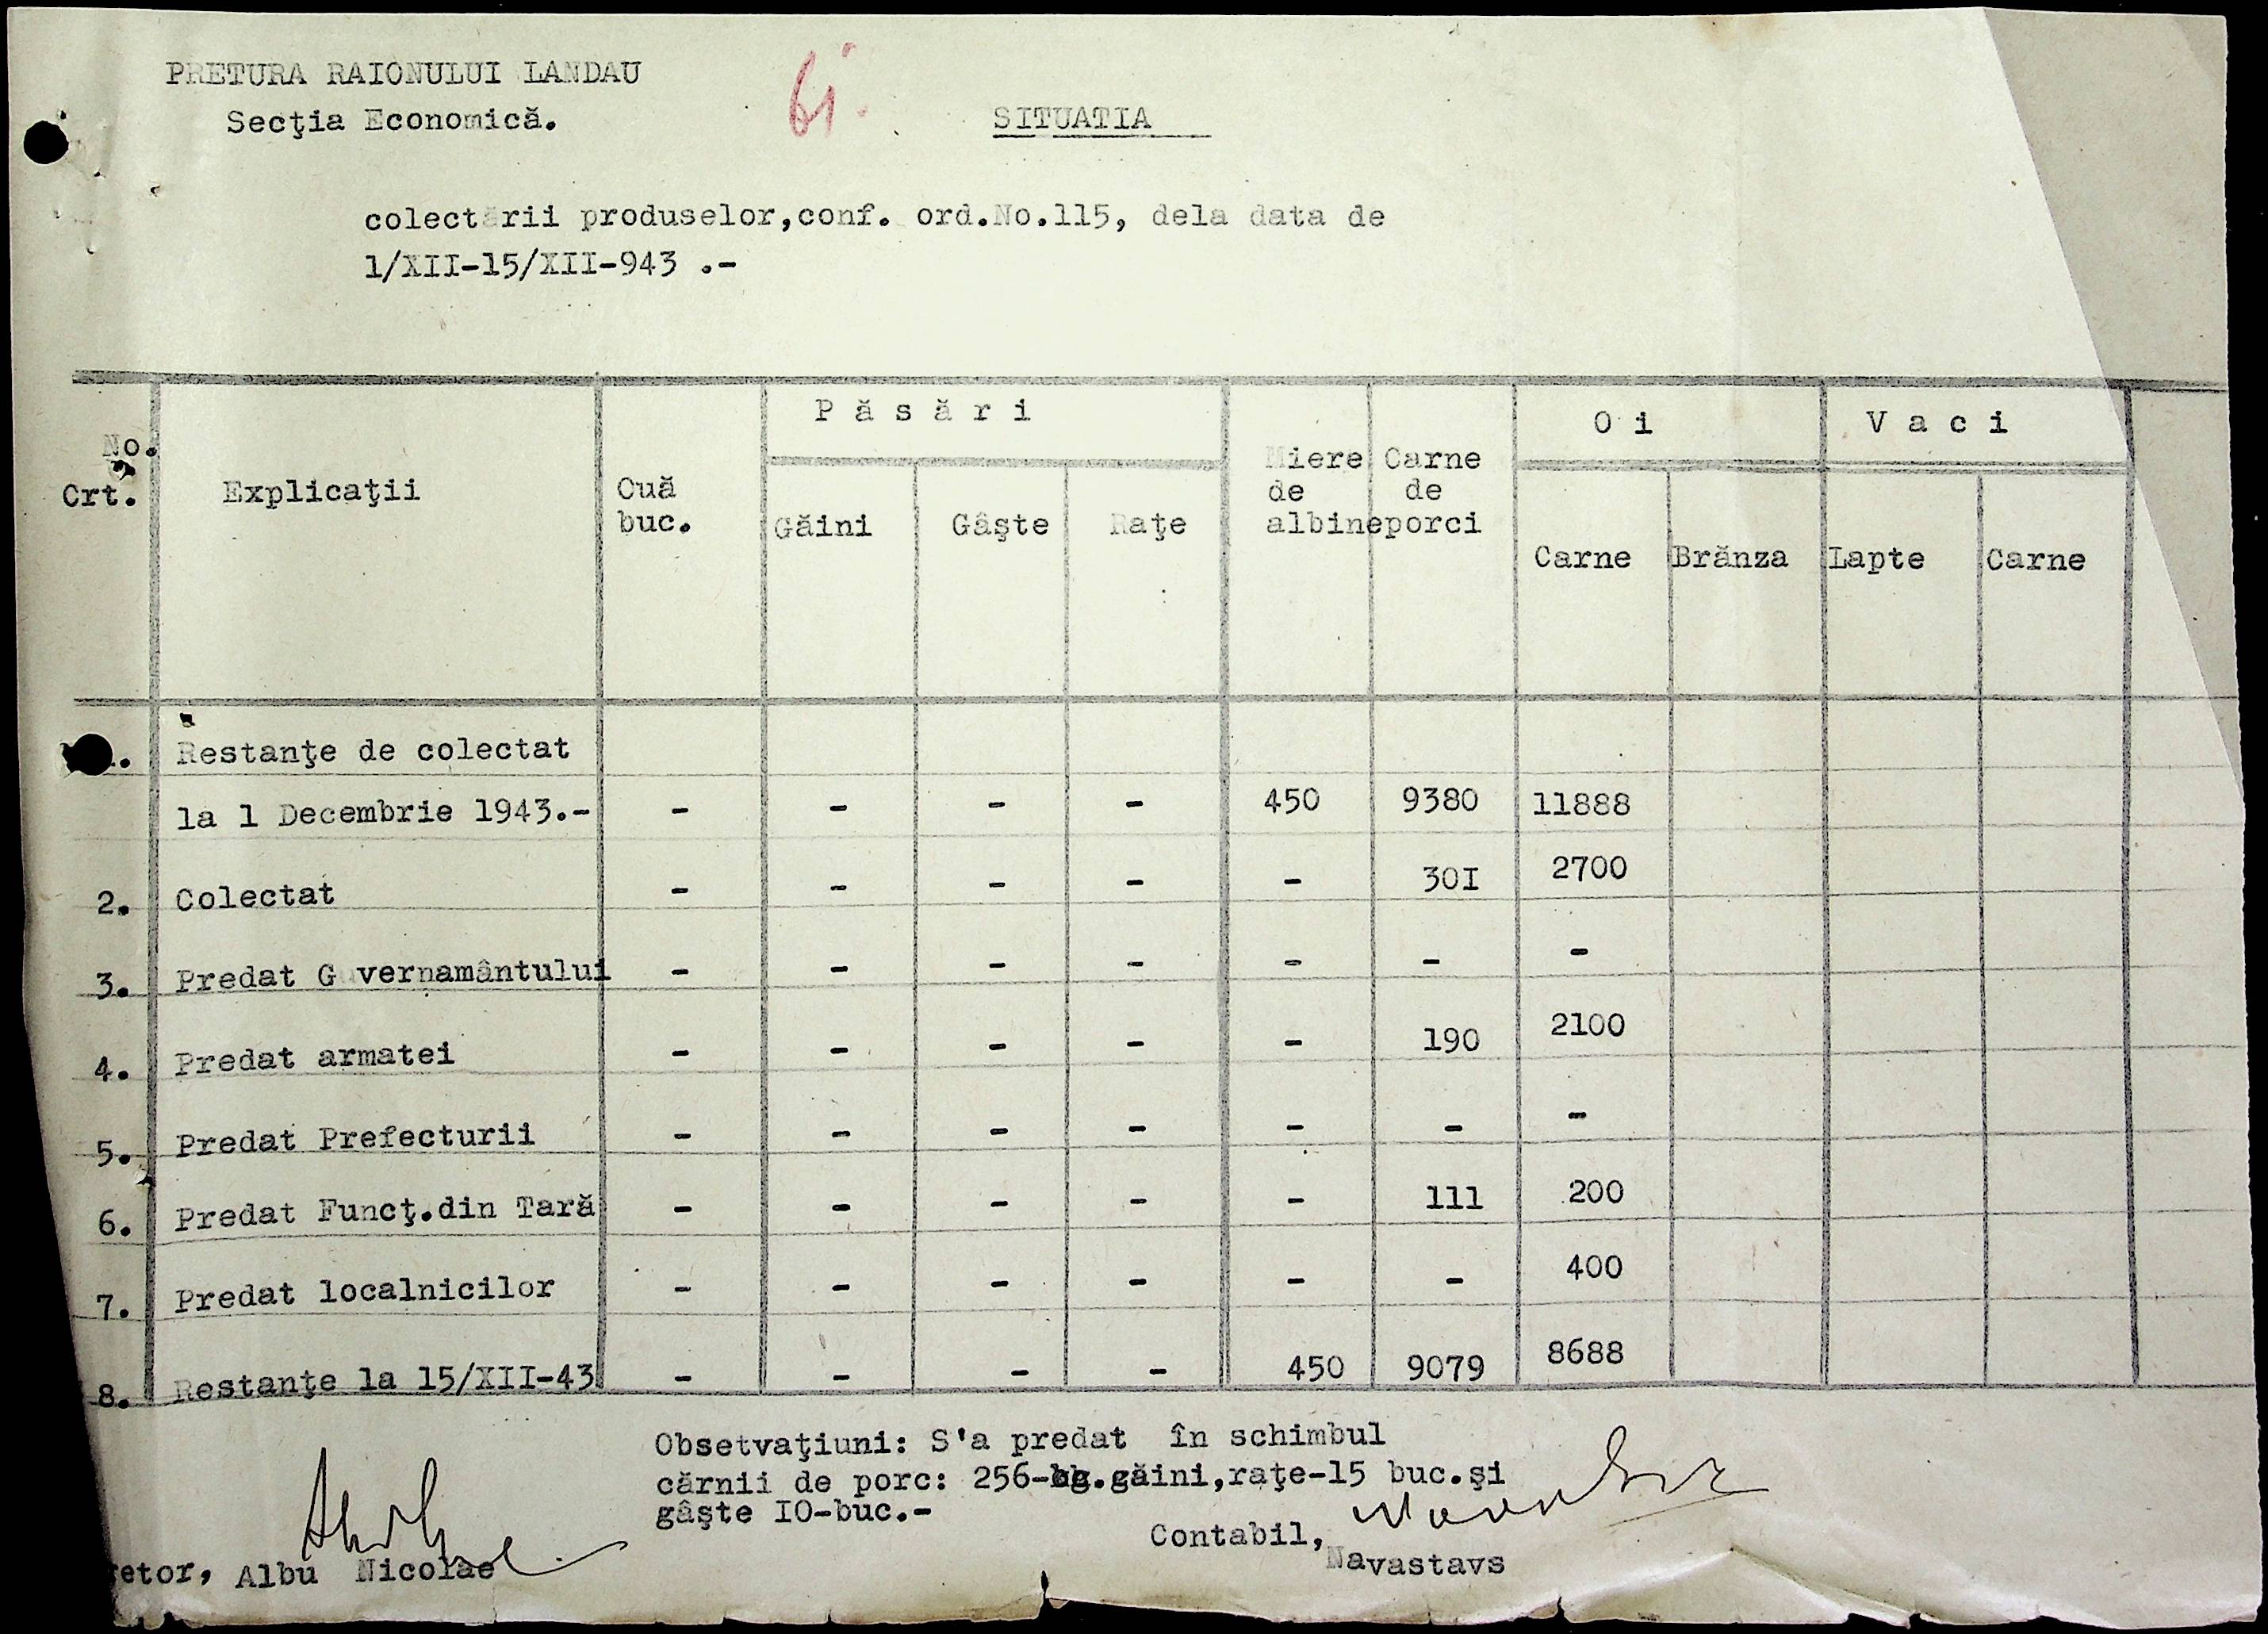 PRETURA RAIONULUI LANDAU
Secţia Economică.
SITUATIA
colectării produselor,conf. ord.No.115, dela data de
1/XII-15/XII-943 .-
No. Crt. Explicaţii Ouă buc. Păsări Găini Gâşte Raţe Miere de albine Carne de porci Oi Carne Brănza Vaci Lapte Carne
1. Restanţe de colectat
la 1 Decembrie 1943.- - - - - 450 9380 11888
2. Colectat - - - - - 30I 2700
3. Predat Guvernamântului - - - - - - -
4. Predat armatei - - - - - 190 2100
5. Predat Prefecturii - - - - - - -
6. Predat Funcţ.din Tară - - - - - 111 200
7. Predat localnicilor - - - - - - 400
8. Restanţe la 15/XII-43 - - - - 450 9079 8688
Obsetvaţiuni: S'a predat în schimbul
cărnii de porc: 256-kg.găini,raţe-15 buc.şi
gâşte IO-buc.-
retor, Albu Nicolae
Contabil,
Navastavs